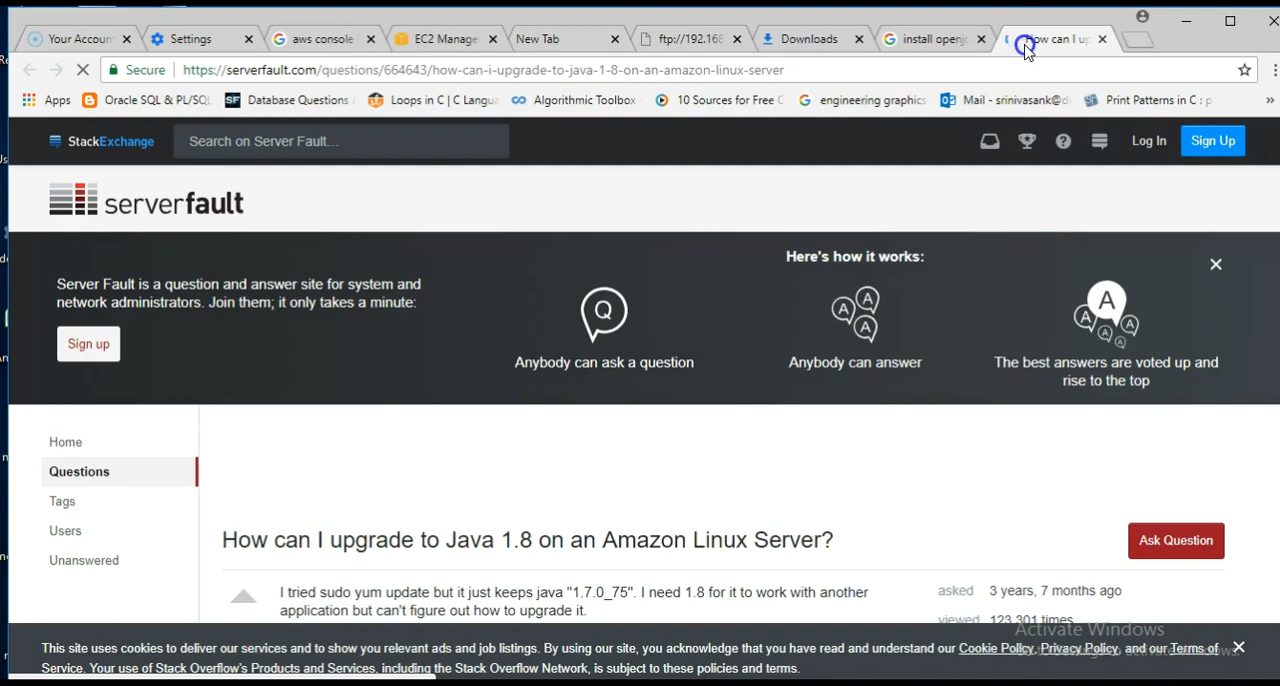 Your Accoun
Settings
aws console
EC2 Manage
New Tab
ftp://192.168
Downloads
install openj
How can I up
Secure https://serverfault.com/questions/664643/how-can-i-upgrade-to-java-1-8-on-an-amazon-linux-server
Apps
Oracle SQL & PL/SQL
Database Questions
Loops in C | C Langua
Algorithmic Toolbox
10 Sources for Free C
engineering graphics
Mail - srinivasank@d
Print Patterns in C : p
»
StackExchange
Search on Server Fault...
Log In
Sign Up
serverfault
Here's how it works:
Server Fault is a question and answer site for system and
network administrators. Join them; it only takes a minute:
Sign up
Q
Anybody can ask a question
A
A
A
Anybody can answer
A
A
A
A
A
The best answers are voted up and
rise to the top
Home
Questions
Tags
Users
Unanswered
How can I upgrade to Java 1.8 on an Amazon Linux Server?
Ask Question
I tried sudo yum update but it just keeps java "1.7.0_75". I need 1.8 for it to work with another
application but can't figure out how to upgrade it.
asked 3 years, 7 months ago
viewed 123,301 times
Activate Windows
This site uses cookies to deliver our services and to show you relevant ads and job listings. By using our site, you acknowledge that you have read and understand our Cookie Policy, Privacy Policy, and our Terms of
Service. Your use of Stack Overflow's Products and Services, including the Stack Overflow Network, is subject to these policies and terms.